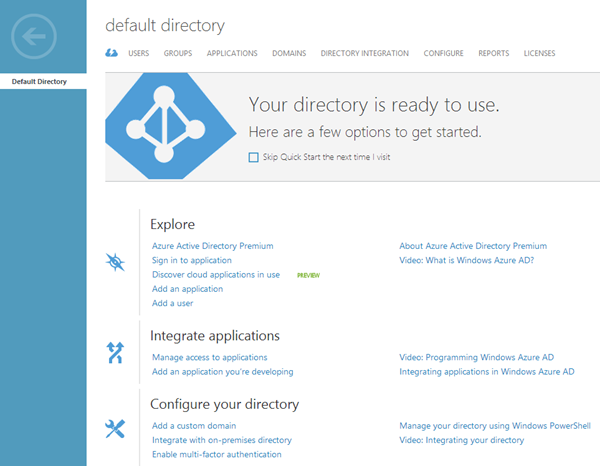 default directory
USERS GROUPS APPLICATIONS DOMAINS DIRECTORY INTEGRATION CONFIGURE REPORTS LICENSES
Default Directory
Your directory is ready to use.
Here are a few options to get started.
Skip Quick Start the next time I visit
Explore
Azure Active Directory Premium About Azure Active Directory Premium
Sign in to application Video: What is Windows Azure AD?
Discover cloud applications in use PREVIEW
Add an application
Add a user
Integrate applications
Manage access to applications Video: Programming Windows Azure AD
Add an application you're developing Integrating applications in Windows Azure AD
Configure your directory
Add a custom domain Manage your directory using Windows PowerShell
Integrate with on-premises directory Video: Integrating your directory
Enable multi-factor authentication